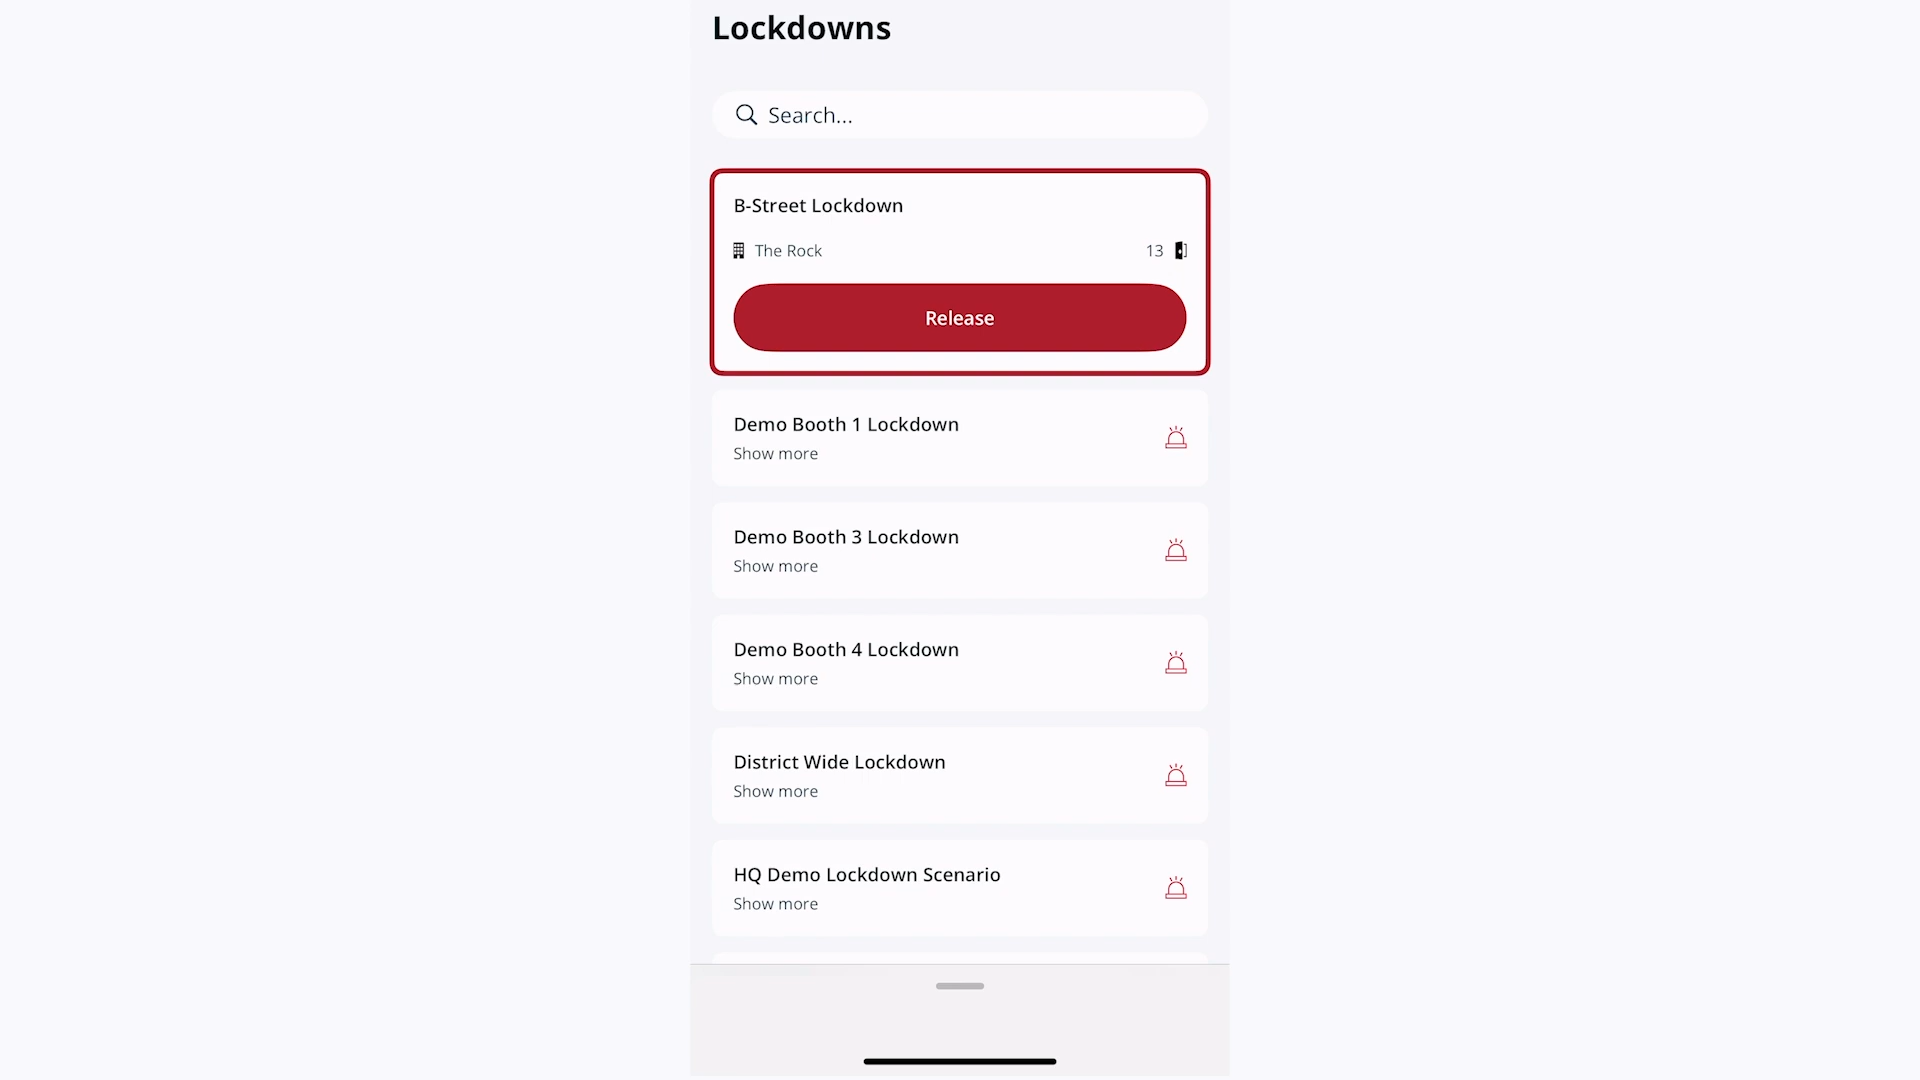 Lockdowns
Search...
B-Street Lockdown
The Rock 13
Release
Demo Booth 1 Lockdown
Show more
Demo Booth 3 Lockdown
Show more
Demo Booth 4 Lockdown
Show more
District Wide Lockdown
Show more
HQ Demo Lockdown Scenario
Show more